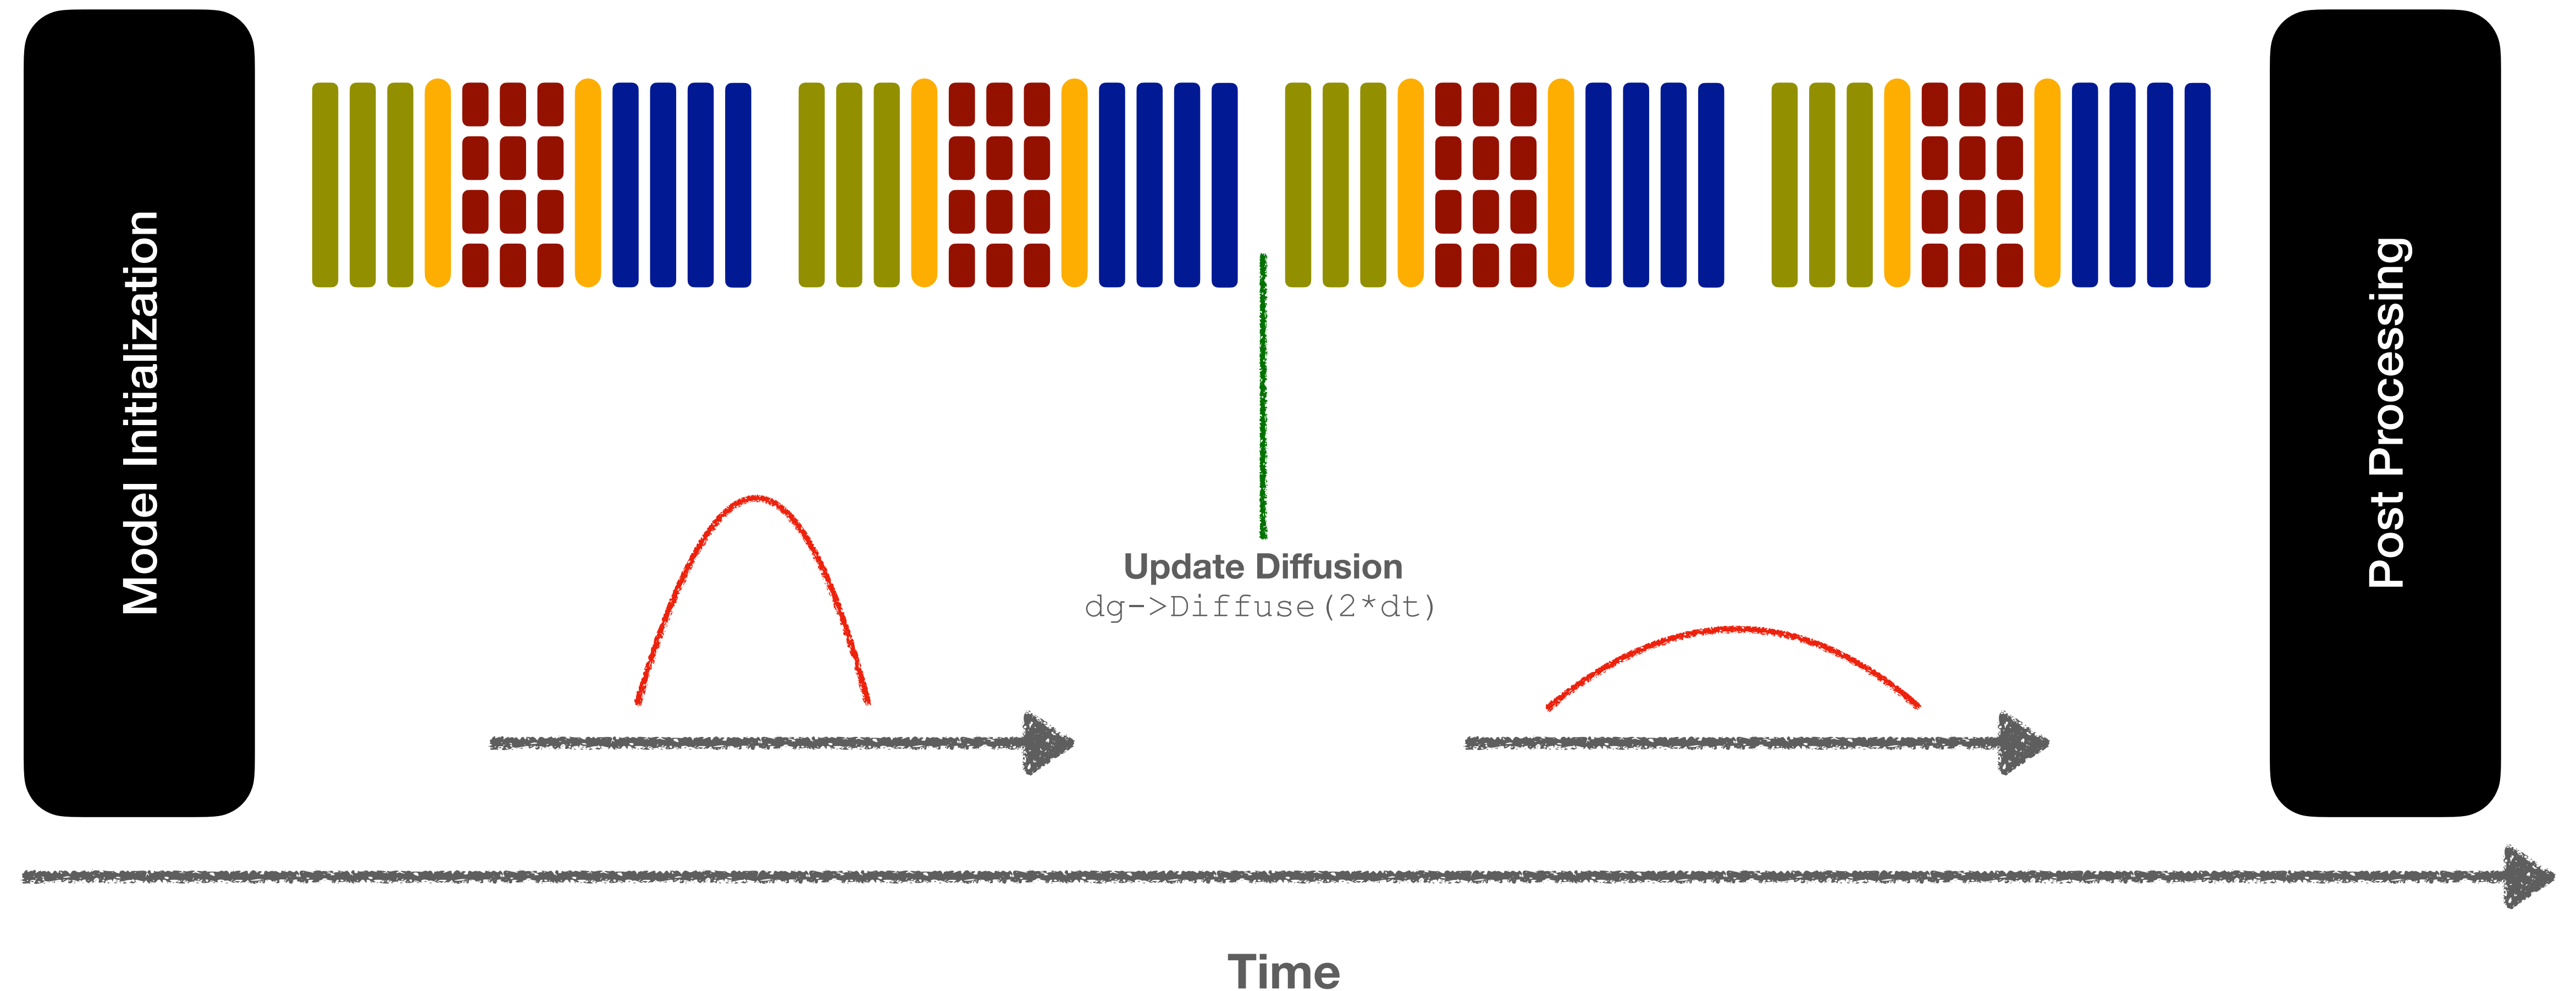 Model Initialization
Update Diffusion
dg->Diffuse(2*dt)
Post Processing
Time